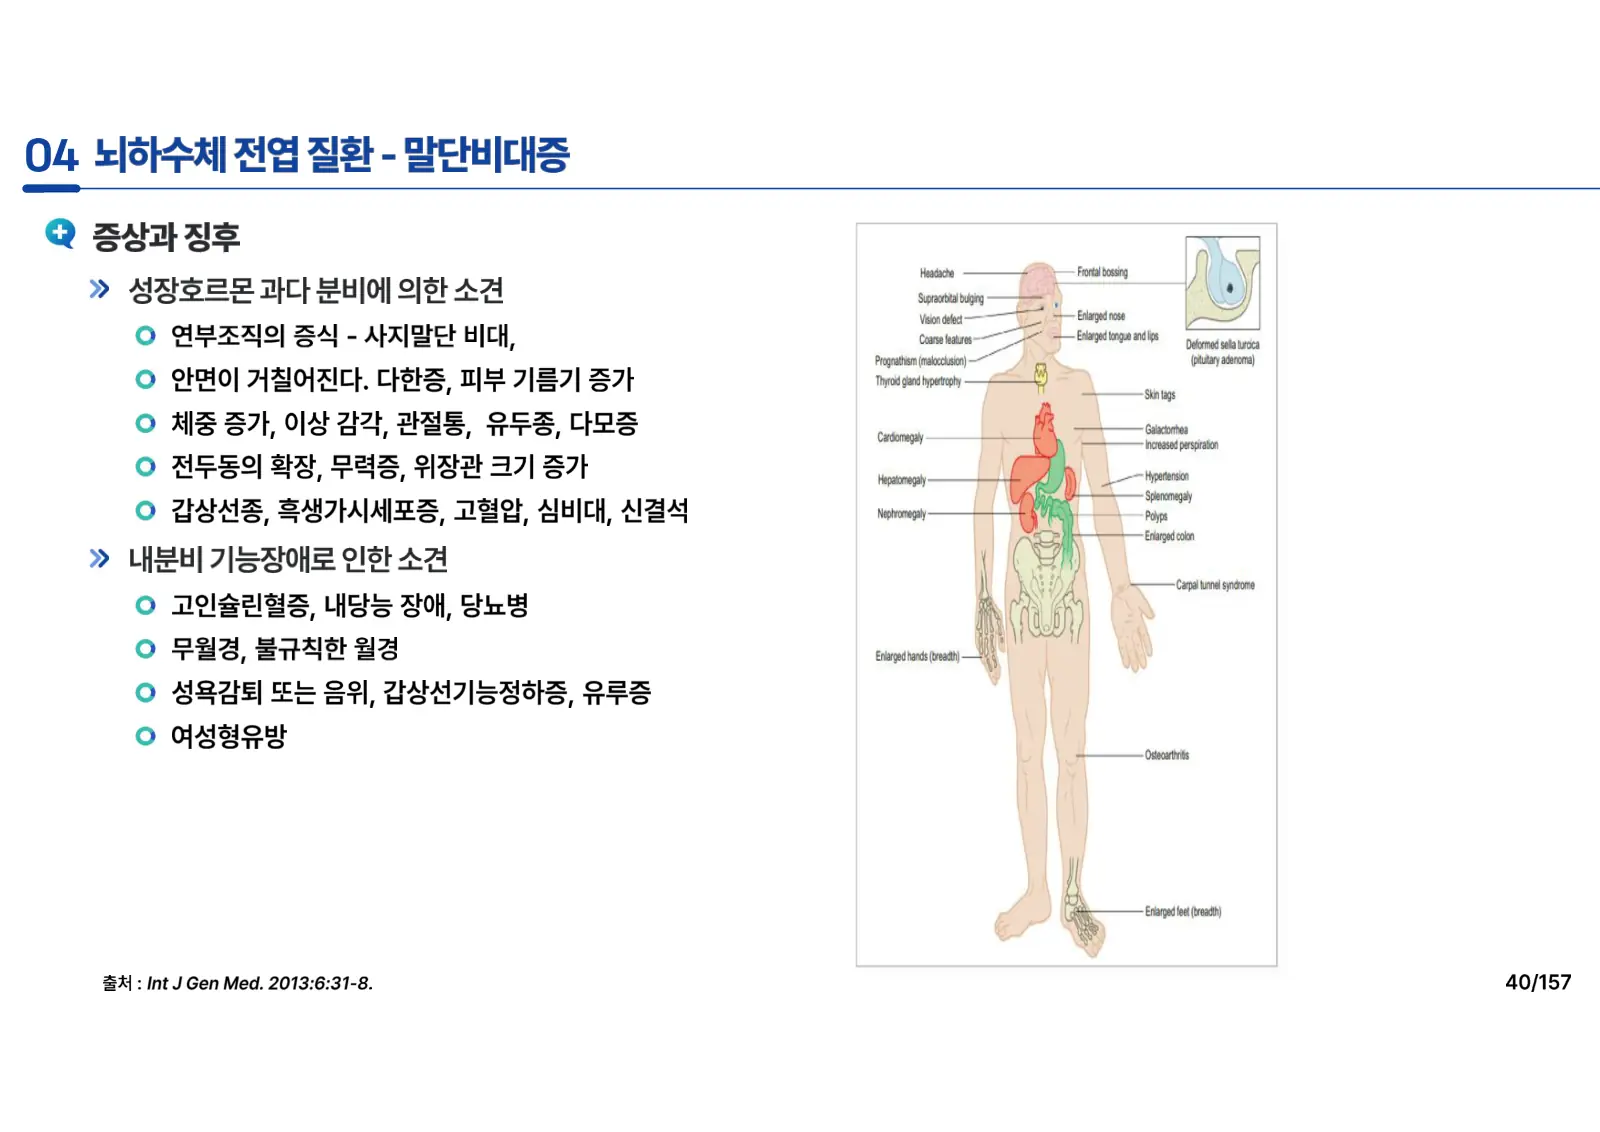 04 뇌하수체 전엽 질환 - 말단비대증
증상과 징후
성장호르몬 과다 분비에 의한 소견
연부조직의 증식 - 사지말단 비대,
안면이 거칠어진다. 다한증, 피부 기름기 증가
체중 증가, 이상 감각, 관절통, 유두종, 다모증
전두동의 확장, 무력증, 위장관 크기 증가
갑상선종, 흑생가시세포증, 고혈압, 심비대, 신결석
내분비 기능장애로 인한 소견
고인슐린혈증, 내당능 장애, 당뇨병
무월경, 불규칙한 월경
성욕감퇴 또는 음위, 갑상선기능정하증, 유루증
여성형유방
Headache
Supraorbital bulging
Vision defect
Coarse features
Prognathism (malocclusion)
Thyroid gland hypertrophy
Cardiomegaly
Hepatomegaly
Nephromegaly
Enlarged hands (breadth)
Frontal bossing
Enlarged nose
Enlarged tongue and lips
Deformed sella turcica
(pituitary adenoma)
Skin tags
Galactorrhea
Increased perspiration
Hypertension
Splenomegaly
Polyps
Enlarged colon
Carpal tunnel syndrome
Osteoarthritis
Enlarged feet (breadth)
출처 : Int J Gen Med. 2013:6:31-8.
40/157